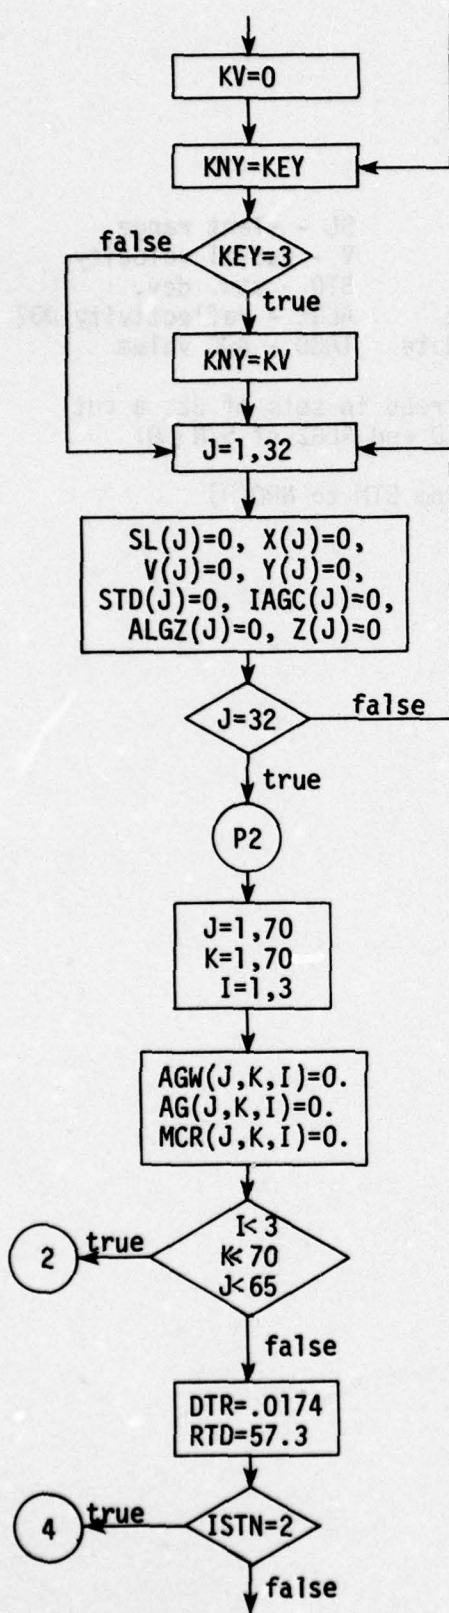 KV=0
KNY=KEY
false
KEY=3
true
KNY=KV
J=1,32
SL(J)=0, X(J)=0,
V(J)=0, Y(J)=0,
STD(J)=0, IAGC(J)=0,
ALGZ(J)=0, Z(J)=0
J=32
false
true
P2
J=1,70
K=1,70
I=1,3
AGW(J,K,I)=0.
AG(J,K,I)=0.
MCR(J,K,I)=0.
I<3
K<70
J<65
true
2
false
DTR=.0174
RTD=57.3
ISTN=2
true
4
false